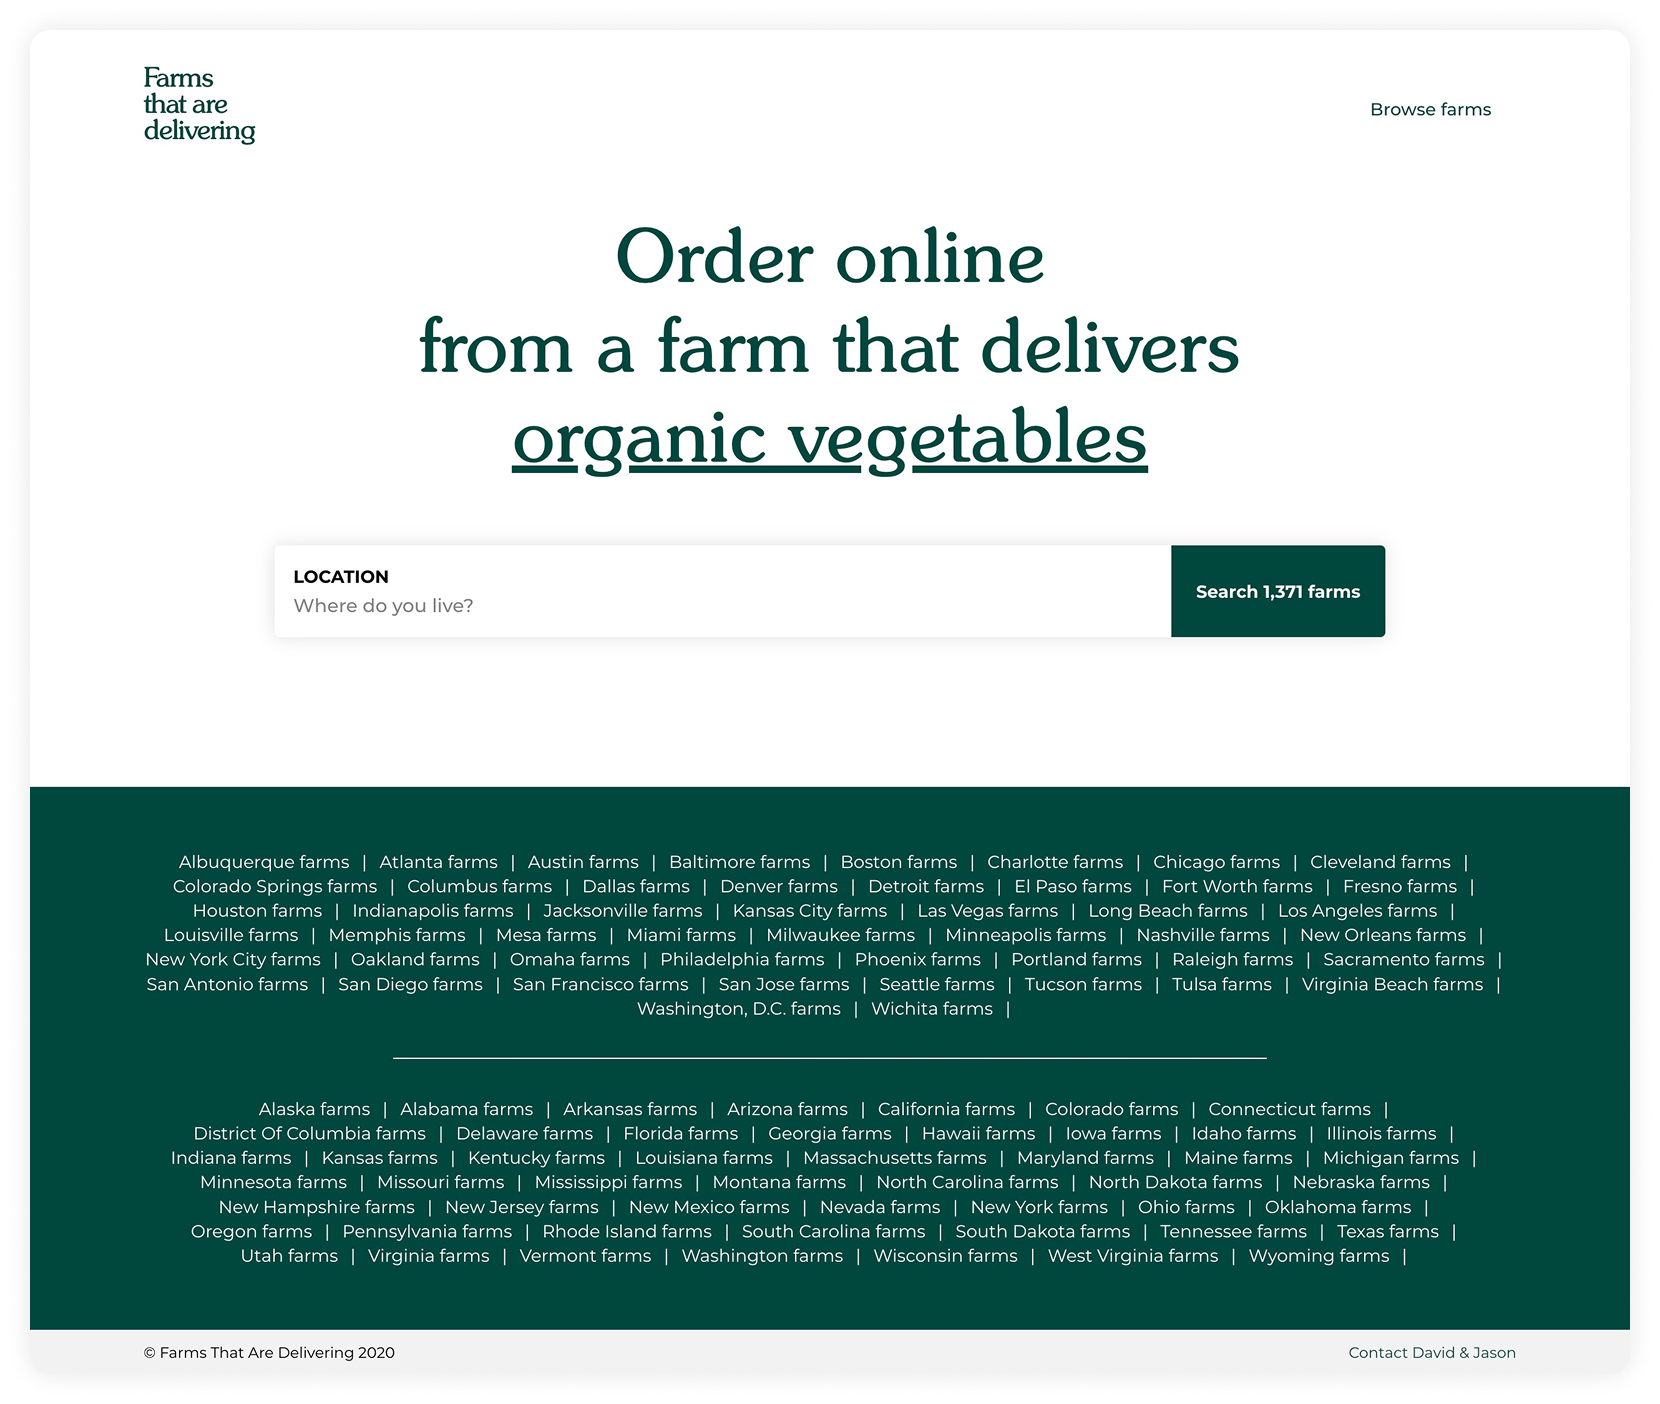 Farms
that are
delivering
Browse farms
Order online
from a farm that delivers
organic vegetables
LOCATION
Where do you live?
Search 1,371 farms
Albuquerque farms | Atlanta farms | Austin farms | Baltimore farms | Boston farms | Charlotte farms | Chicago farms | Cleveland farms |
Colorado Springs farms | Columbus farms | Dallas farms | Denver farms | Detroit farms | El Paso farms | Fort Worth farms | Fresno farms |
Houston farms | Indianapolis farms | Jacksonville farms | Kansas City farms | Las Vegas farms | Long Beach farms | Los Angeles farms |
Louisville farms | Memphis farms | Mesa farms | Miami farms | Milwaukee farms | Minneapolis farms | Nashville farms | New Orleans farms |
New York City farms | Oakland farms | Omaha farms | Philadelphia farms | Phoenix farms | Portland farms | Raleigh farms | Sacramento farms |
San Antonio farms | San Diego farms | San Francisco farms | San Jose farms | Seattle farms | Tucson farms | Tulsa farms | Virginia Beach farms |
Washington, D.C. farms | Wichita farms |
Alaska farms | Alabama farms | Arkansas farms | Arizona farms | California farms | Colorado farms | Connecticut farms |
District Of Columbia farms | Delaware farms | Florida farms | Georgia farms | Hawaii farms | Iowa farms | Idaho farms | Illinois farms |
Indiana farms | Kansas farms | Kentucky farms | Louisiana farms | Massachusetts farms | Maryland farms | Maine farms | Michigan farms |
Minnesota farms | Missouri farms | Mississippi farms | Montana farms | North Carolina farms | North Dakota farms | Nebraska farms |
New Hampshire farms | New Jersey farms | New Mexico farms | Nevada farms | New York farms | Ohio farms | Oklahoma farms |
Oregon farms | Pennsylvania farms | Rhode Island farms | South Carolina farms | South Dakota farms | Tennessee farms | Texas farms |
Utah farms | Virginia farms | Vermont farms | Washington farms | Wisconsin farms | West Virginia farms | Wyoming farms |
© Farms That Are Delivering 2020
Contact David & Jason